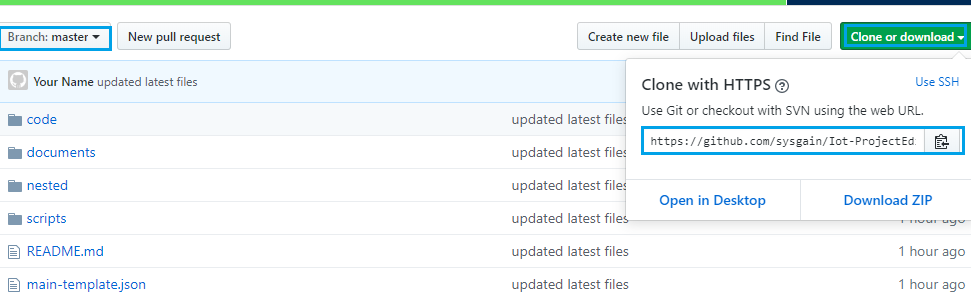 Branch: master
New pull request
Create new file
Upload files
Find File
Clone or download
Your Name updated latest files
Clone with HTTPS
Use SSH
Use Git or checkout with SVN using the web URL.
https://github.com/sysgain/Iot-ProjectEd
Open in Desktop
Download ZIP
code
updated latest files
documents
updated latest files
nested
updated latest files
scripts
updated latest files
1 hour ago
README.md
updated latest files
1 hour ago
main-template.json
updated latest files
1 hour ago